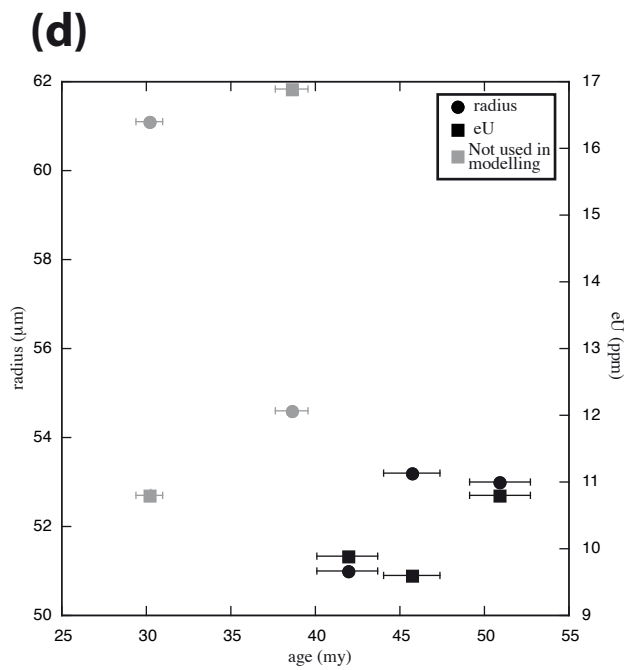 (d)
62
60
58
56
54
52
50
radius (μm)
17
16
15
14
13
12
11
10
9
eU (ppm)
radius
eU
Not used in
modelling
25
30
35
40
45
50
55
age (my)